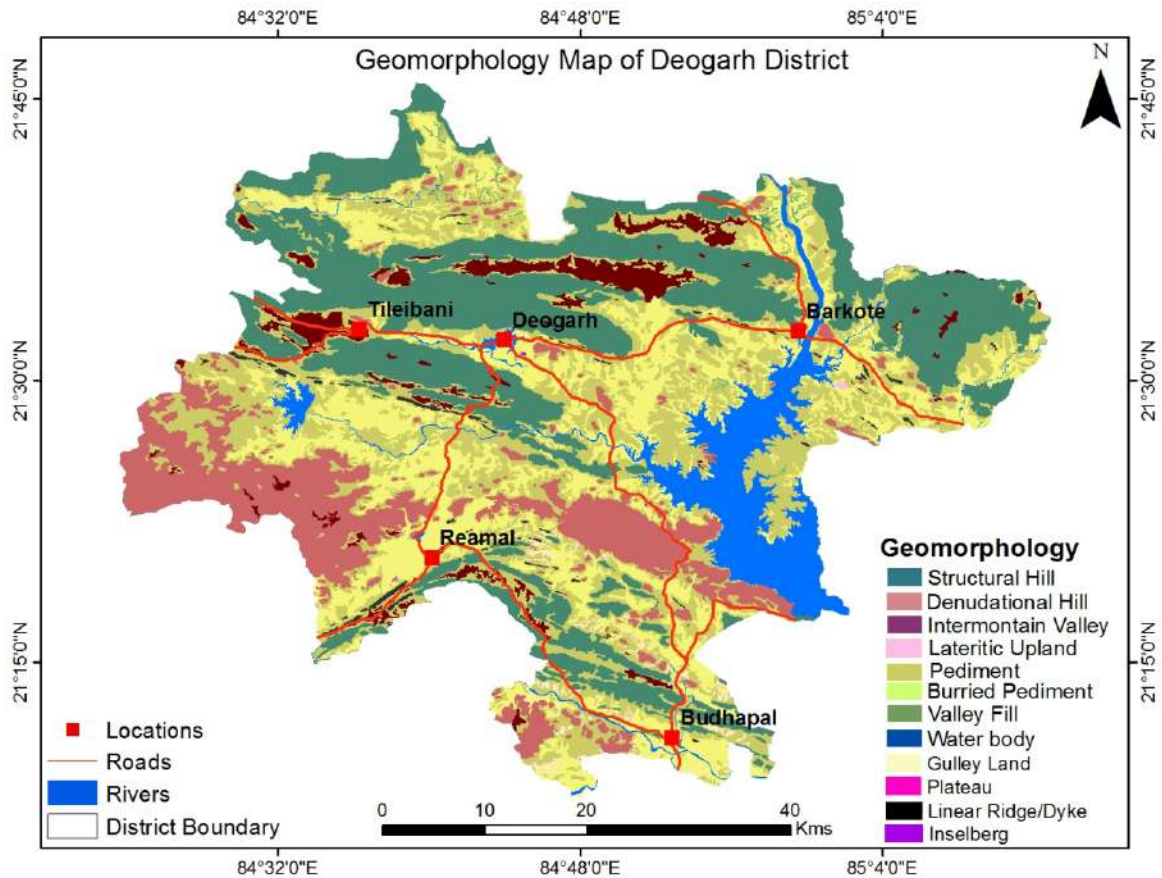 84°32'0"E 84°48'0"E 85°4'0"E
Geomorphology Map of Deogarh District
N
21°45'0"N 21°45'0"N
Tileibani
Deogarh
Barkote
21°30'0"N 21°30'0"N
Reamal
Geomorphology
Structural Hill
Denudational Hill
Intermontain Valley
Lateritic Upland
Pediment
Burried Pediment
Valley Fill
Water body
Gulley Land
Plateau
Linear Ridge/Dyke
Inselberg
21°15'0"N 21°15'0"N
Budhapal
Locations
Roads
Rivers
District Boundary
0 10 20 40
Kms
84°32'0"E 84°48'0"E 85°4'0"E